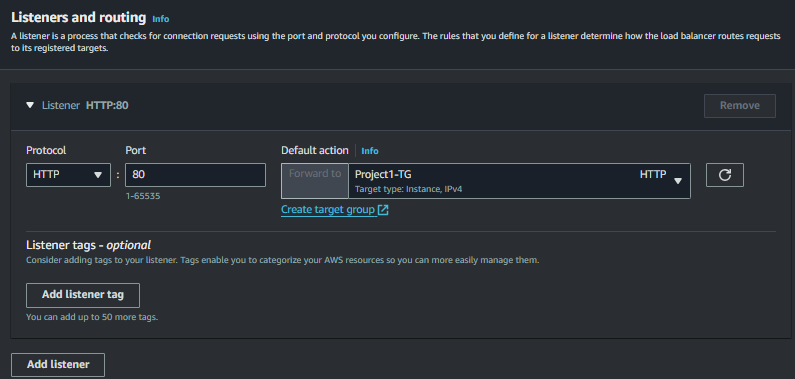 Listeners and routing Info
A listener is a process that checks for connection requests using the port and protocol you configure. The rules that you define for a listener determine how the load balancer routes requests
to its registered targets.
Listener HTTP:80
Remove
Protocol
Port
Default action Info
HTTP
:
80
Forward to
Project1-TG
HTTP
Target type: Instance, IPv4
1-65535
Create target group
Listener tags - optional
Consider adding tags to your listener. Tags enable you to categorize your AWS resources so you can more easily manage them.
Add listener tag
You can add up to 50 more tags.
Add listener